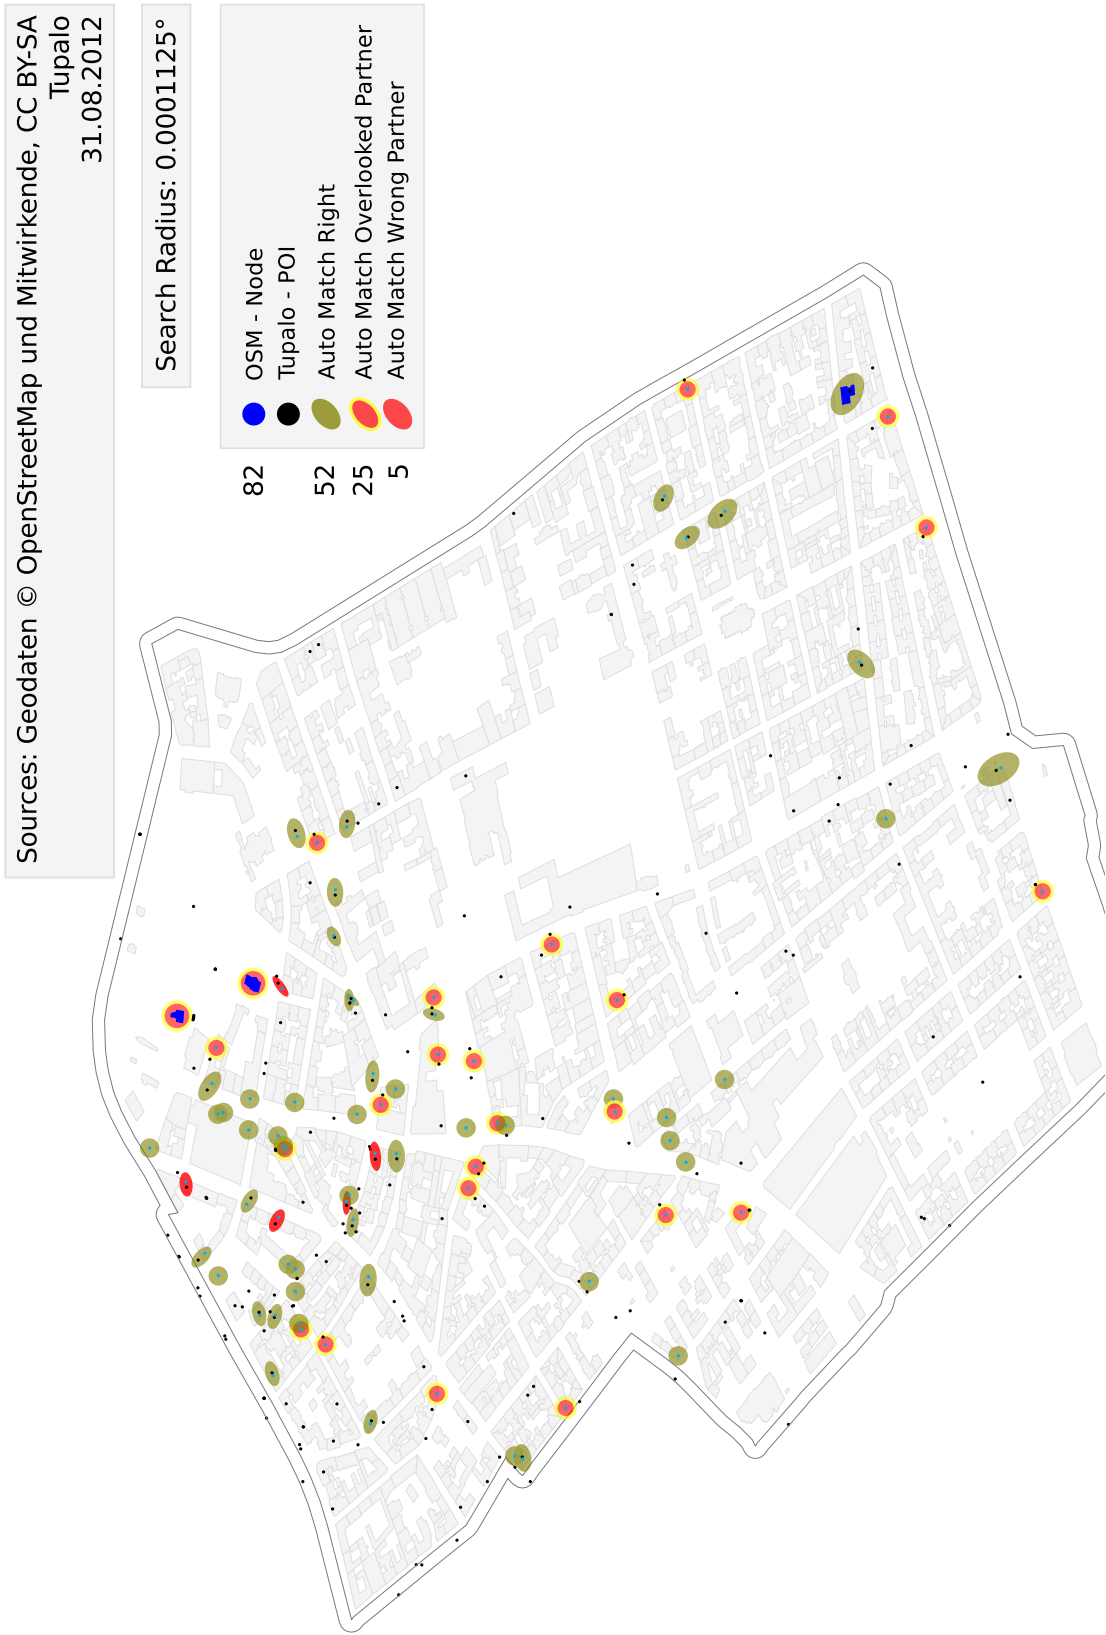 Sources: Geodaten © OpenStreetMap und Mitwirkende, CC BY-SA
Tupalo
31.08.2012
Search Radius: 0.0001125°
82 OSM - Node
Tupalo - POI
52 Auto Match Right
25 Auto Match Overlooked Partner
5 Auto Match Wrong Partner